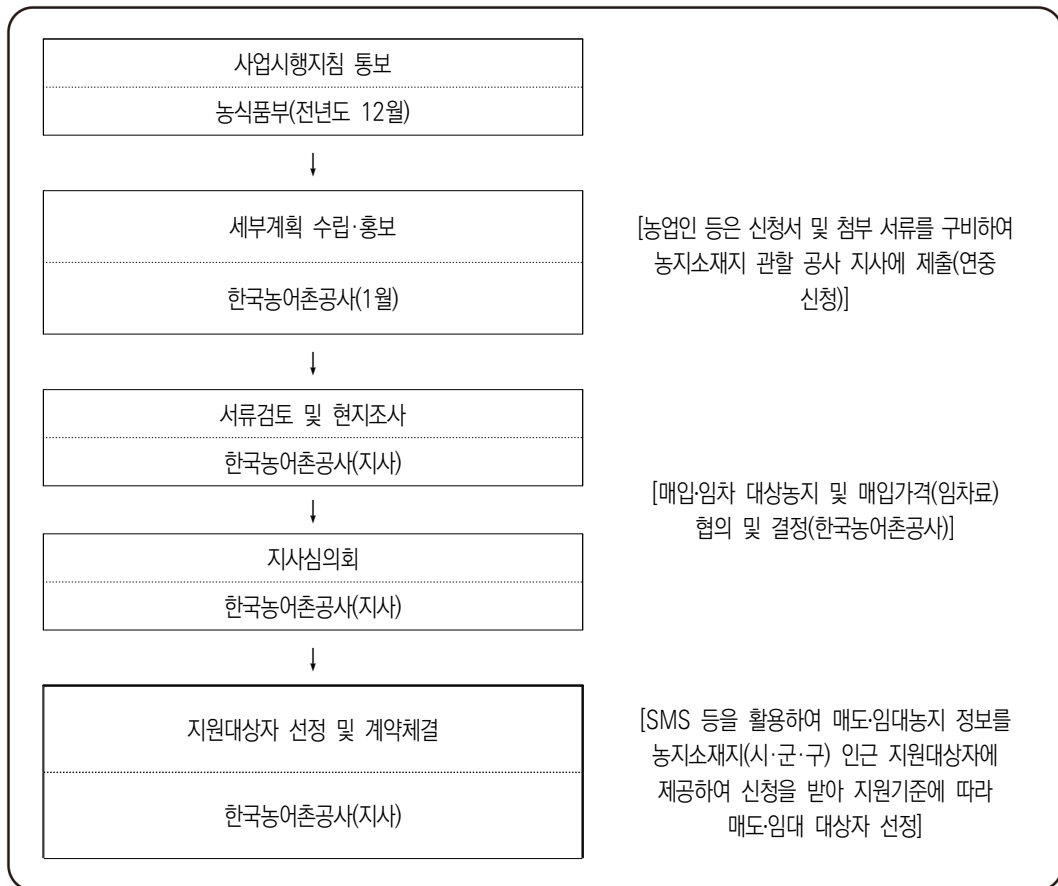 사업시행지침 통보
농식품부(전년도 12월)
↓
세부계획 수립·홍보
한국농어촌공사(1월)
[농업인 등은 신청서 및 첨부 서류를 구비하여
농지소재지 관할 공사 지사에 제출(연중
신청)]
↓
서류검토 및 현지조사
한국농어촌공사(지사)
[매입·임차 대상농지 및 매입가격(임차료)
협의 및 결정(한국농어촌공사)]
↓
지사심의회
한국농어촌공사(지사)
↓
지원대상자 선정 및 계약체결
한국농어촌공사(지사)
[SMS 등을 활용하여 매도·임대농지 정보를
농지소재지(시·군·구) 인근 지원대상자에
제공하여 신청을 받아 지원기준에 따라
매도·임대 대상자 선정]